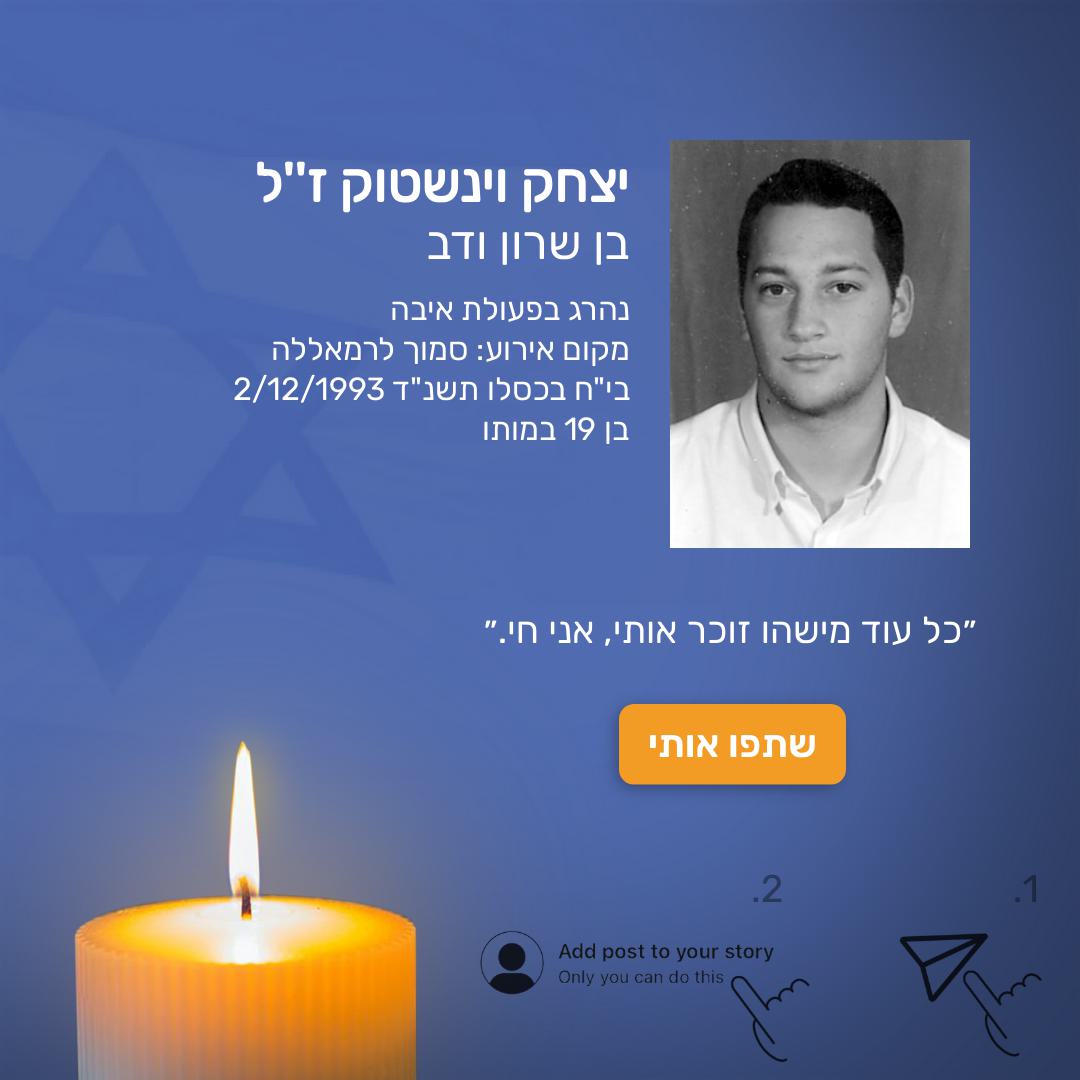 יצחק וינשטוק ז"ל
בן שרון ודב
נהרג בפעולת איבה
מקום אירוע: סמוך לרמאללה
בי"ח בכסלו תשנ"ד 2/12/1993
בן 19 במותו
״כל עוד מישהו זוכר אותי, אני חי.״
שתפו אותי
1.
2.
Add post to your story
Only you can do this